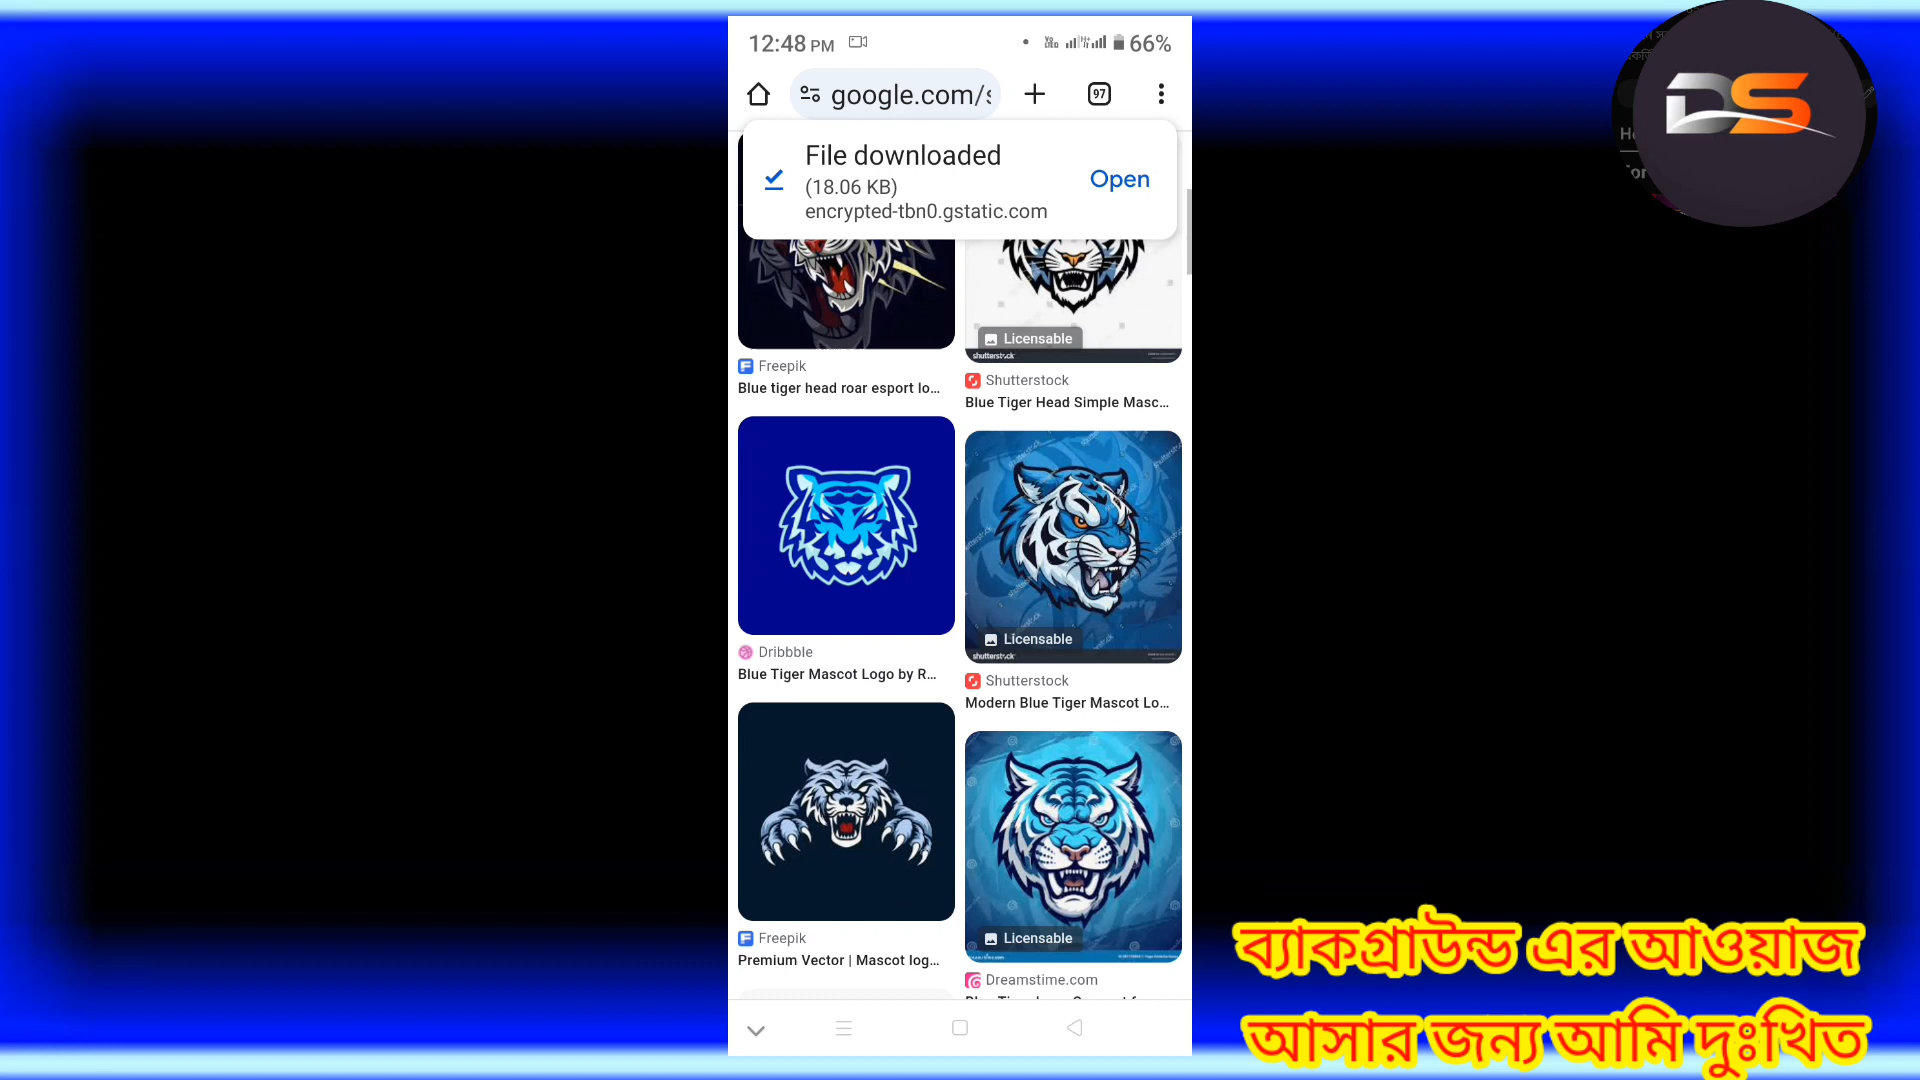 12:48 PM
66%
google.com/s
97
File downloaded
(18.06 KB)
encrypted-tbn0.gstatic.com
Open
Licensable
shutterstock
Freepik
Blue tiger head roar esport lo...
Shutterstock
Blue Tiger Head Simple Masc...
Licensable
shutterstock
Dribbble
Blue Tiger Mascot Logo by R...
Shutterstock
Modern Blue Tiger Mascot Lo...
Licensable
Freepik
Premium Vector | Mascot log...
Dreamstime.com
DS
ব্যাকগ্রাউন্ড এর আওয়াজ
আসার জন্য আমি দুঃখিত